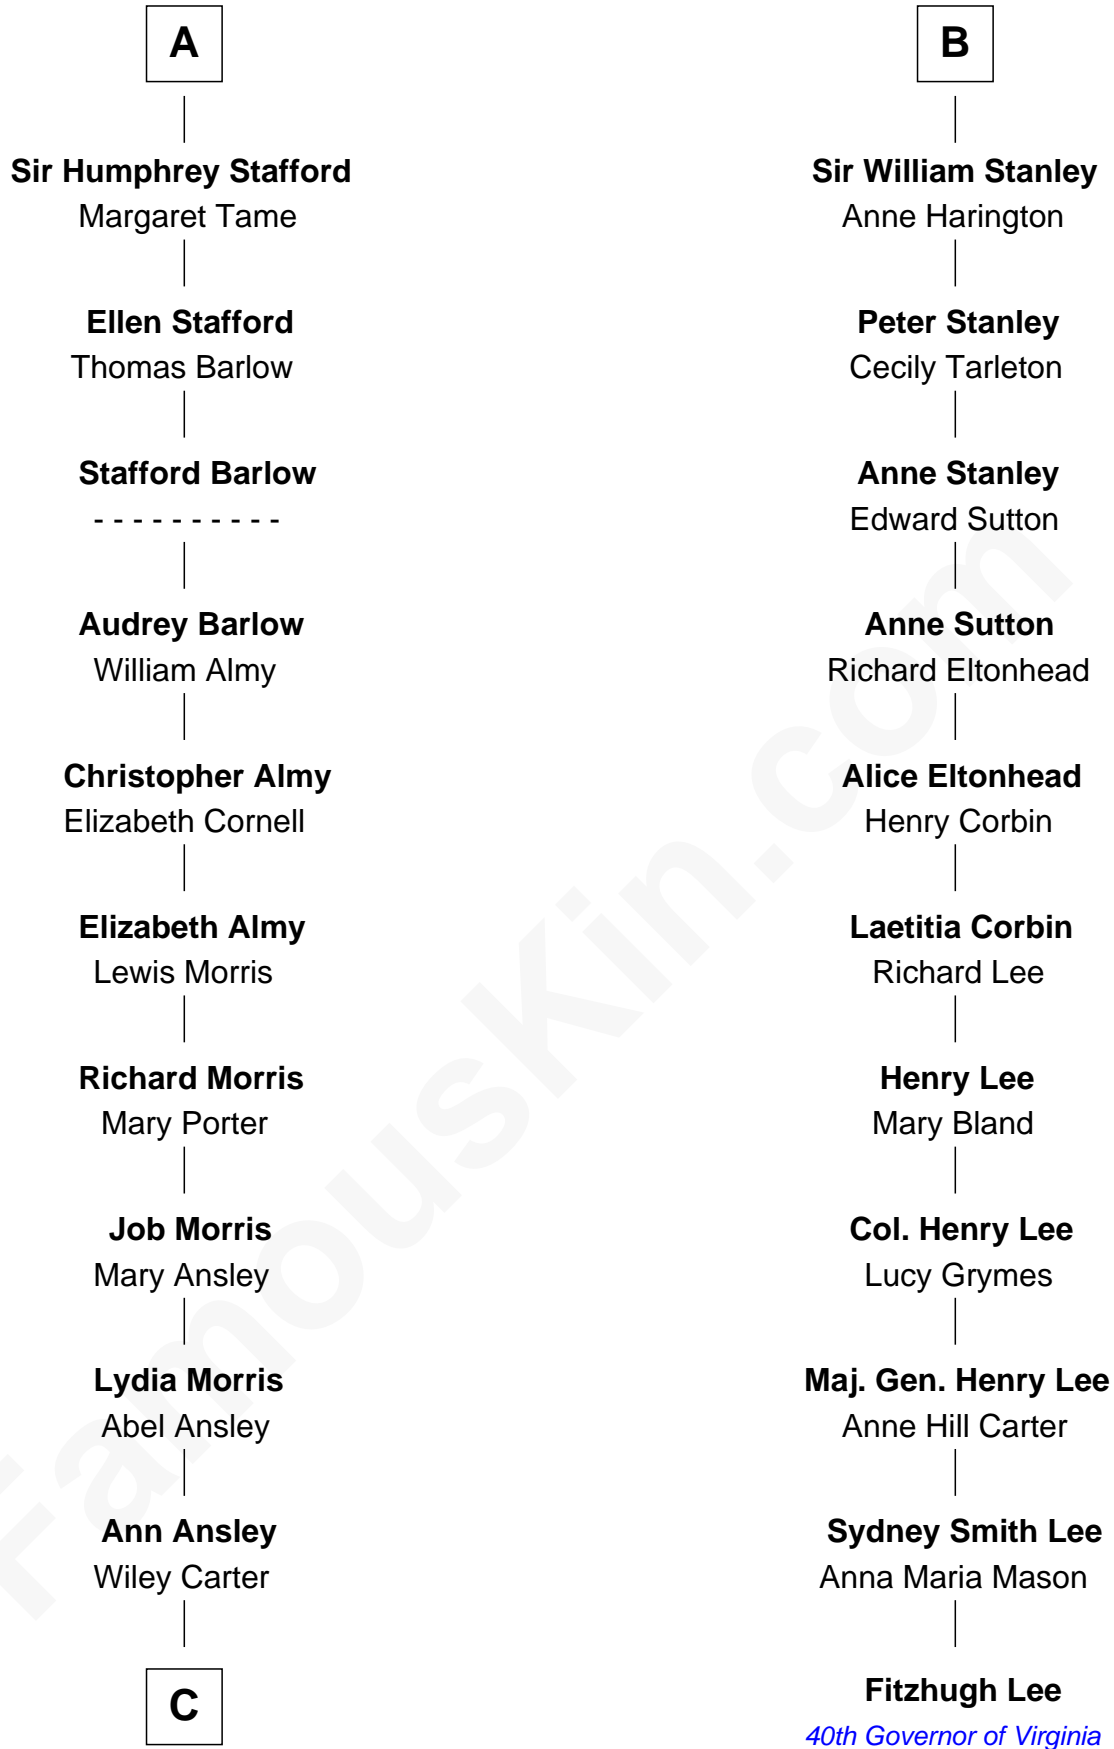 A
Sir Humphrey Stafford
Margaret Tame
Ellen Stafford
Thomas Barlow
Stafford Barlow
- - - - - - - - - -
Audrey Barlow
William Almy
Christopher Almy
Elizabeth Cornell
Elizabeth Almy
Lewis Morris
Richard Morris
Mary Porter
Job Morris
Mary Ansley
Lydia Morris
Abel Ansley
Ann Ansley
Wiley Carter
C
B
Sir William Stanley
Anne Harington
Peter Stanley
Cecily Tarleton
Anne Stanley
Edward Sutton
Anne Sutton
Richard Eltonhead
Alice Eltonhead
Henry Corbin
Laetitia Corbin
Richard Lee
Henry Lee
Mary Bland
Col. Henry Lee
Lucy Grymes
Maj. Gen. Henry Lee
Anne Hill Carter
Sydney Smith Lee
Anna Maria Mason
Fitzhugh Lee
40th Governor of Virginia
FamousKin.com